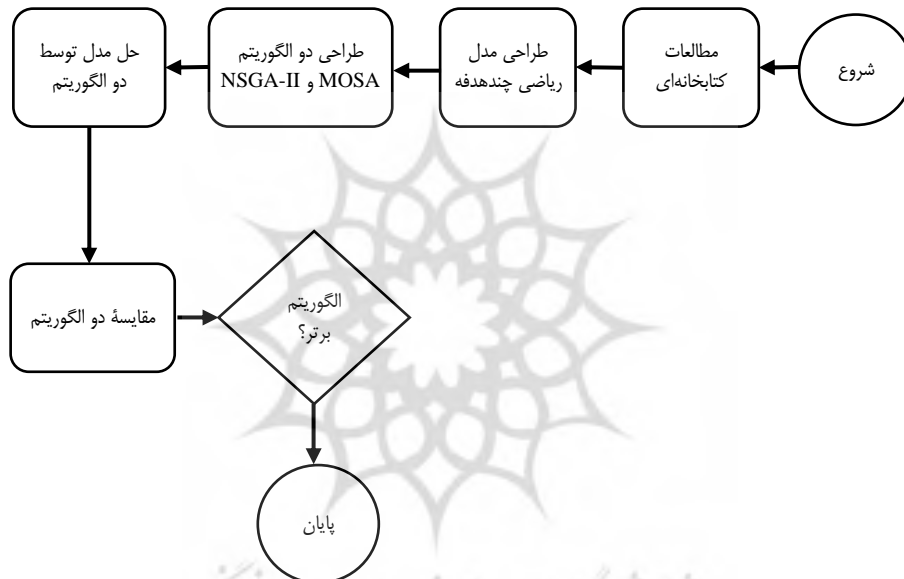 شروع
مطالعات
کتابخانه‌ای
طراحی مدل
ریاضی چندهدفه
طراحی دو الگوریتم
MOSA و NSGA-II
حل مدل توسط
دو الگوریتم
مقایسهٔ دو الگوریتم
الگوریتم
برتر؟
پایان